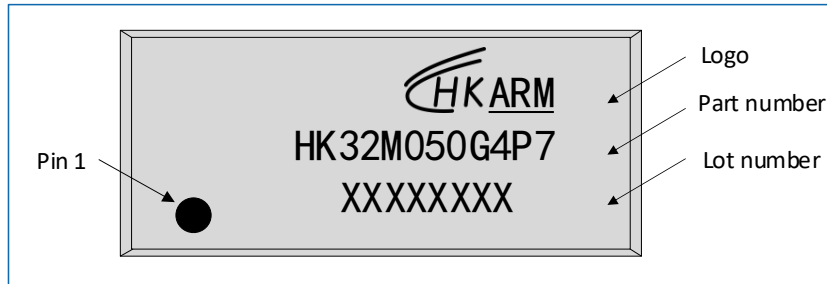 HKARM
Logo
Part number
HK32M050G4P7
Pin 1
Lot number
XXXXXXXX